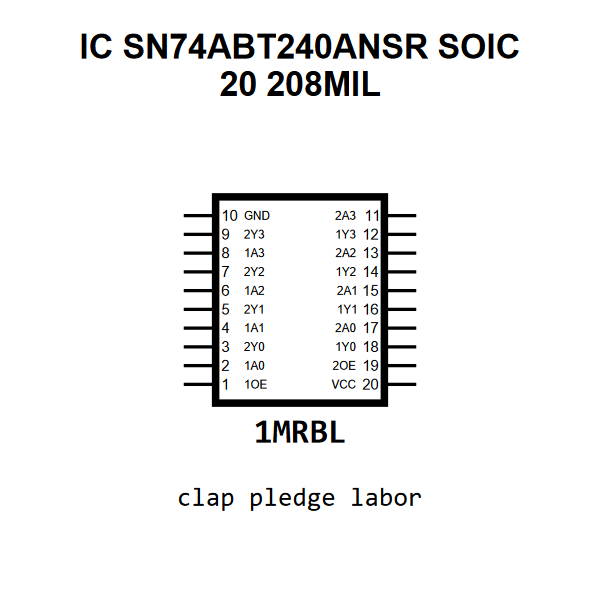 IC SN74ABT240ANSR SOIC
20 208MIL
10 GND 2A3 11
9 2Y3 1Y3 12
8 1A3 2A2 13
7 2Y2 1Y2 14
6 1A2 2A1 15
5 2Y1 1Y1 16
4 1A1 2A0 17
3 2Y0 1Y0 18
2 1A0 2OE 19
1 1OE VCC 20
1MRBL
clap pledge labor